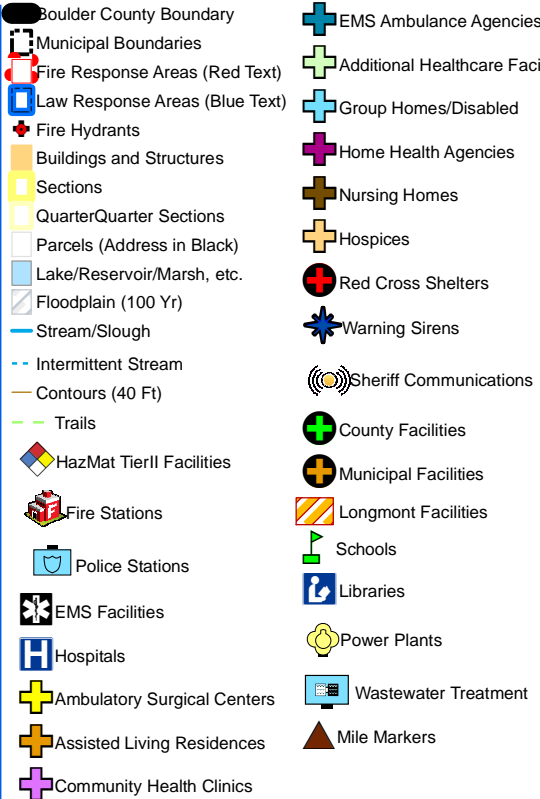 Boulder County Boundary
Municipal Boundaries
Fire Response Areas (Red Text)
Law Response Areas (Blue Text)
Fire Hydrants
Buildings and Structures
Sections
QuarterQuarter Sections
Parcels (Address in Black)
Lake/Reservoir/Marsh, etc.
Floodplain (100 Yr)
Stream/Slough
Intermittent Stream
Contours (40 Ft)
Trails
HazMat TierII Facilities
Fire Stations
Police Stations
EMS Facilities
H Hospitals
Ambulatory Surgical Centers
Assisted Living Residences
Community Health Clinics
EMS Ambulance Agencies
Additional Healthcare Faci
Group Homes/Disabled
Home Health Agencies
Nursing Homes
Hospices
Red Cross Shelters
Warning Sirens
Sheriff Communications
County Facilities
Municipal Facilities
Longmont Facilities
Schools
Libraries
Power Plants
Wastewater Treatment
Mile Markers